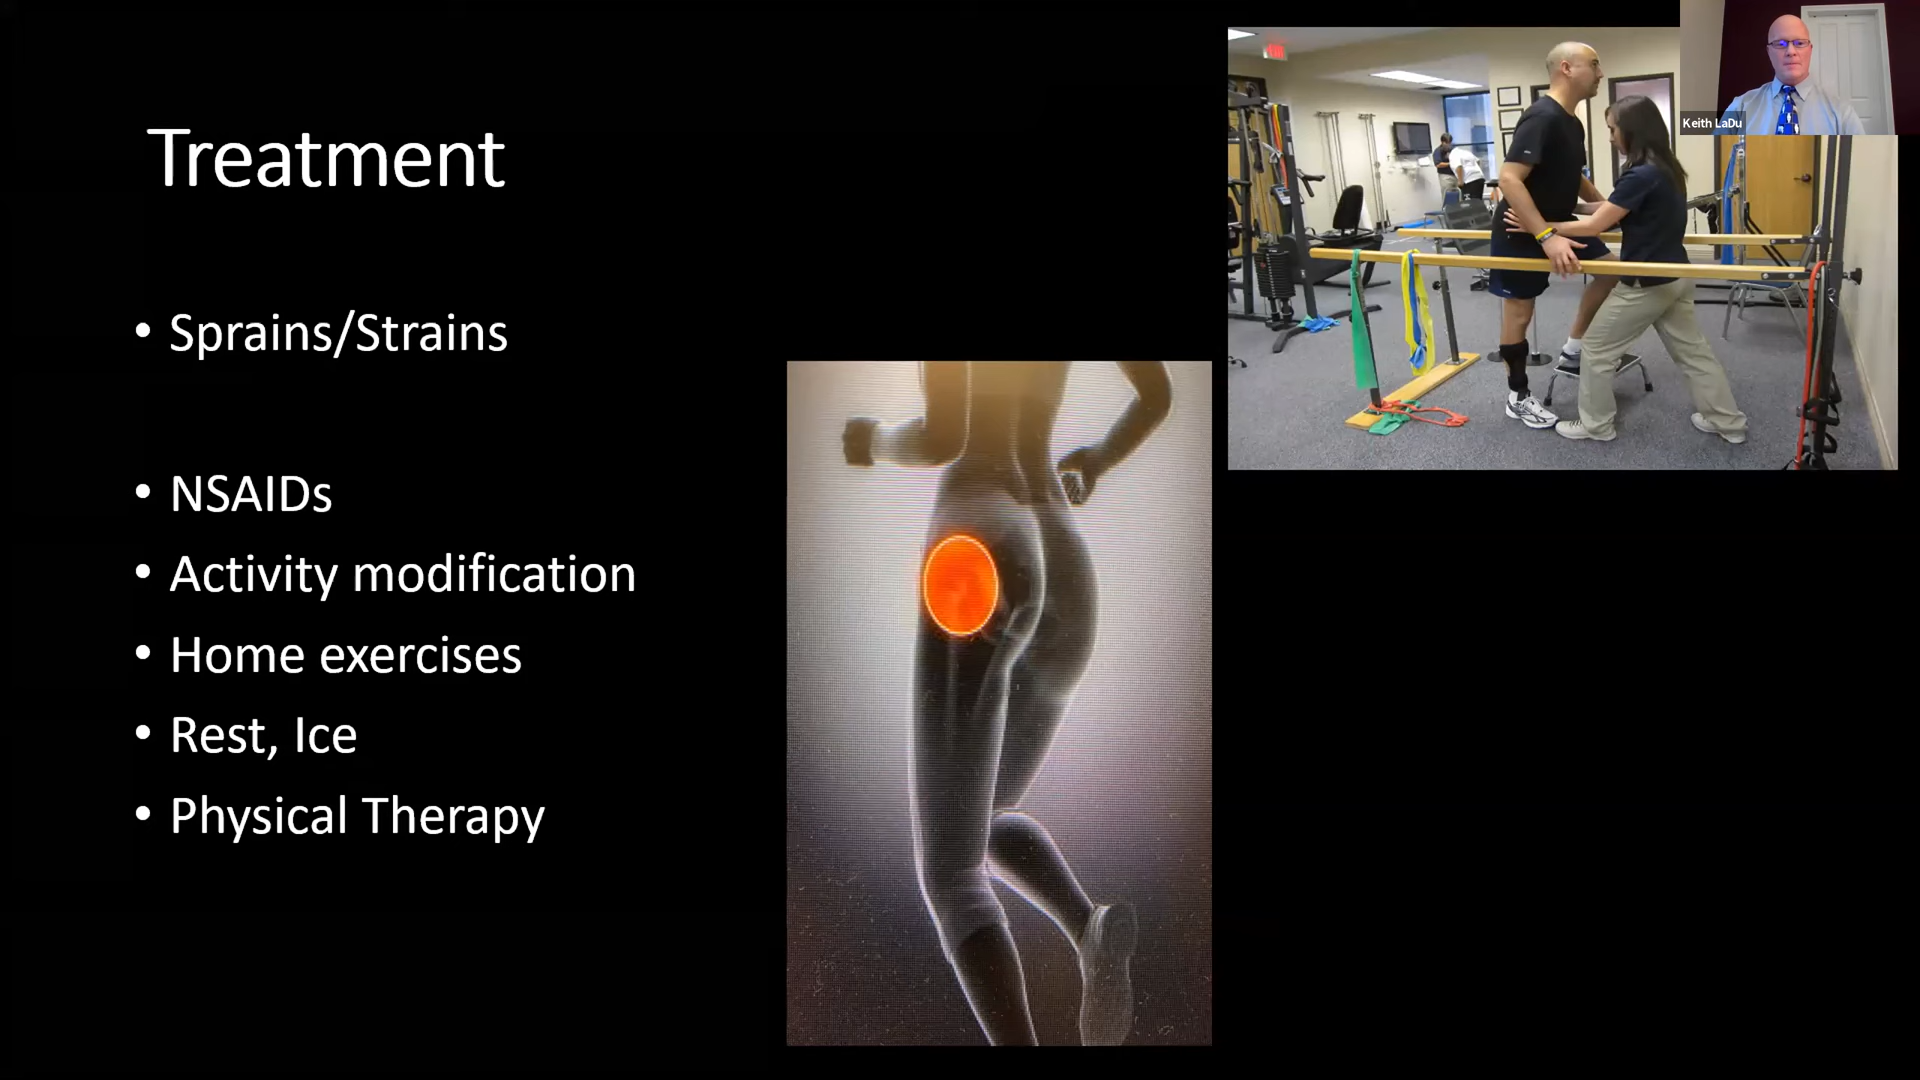 Treatment
• Sprains/Strains
• NSAIDs
• Activity modification
• Home exercises
• Rest, Ice
• Physical Therapy
Keith LaDu